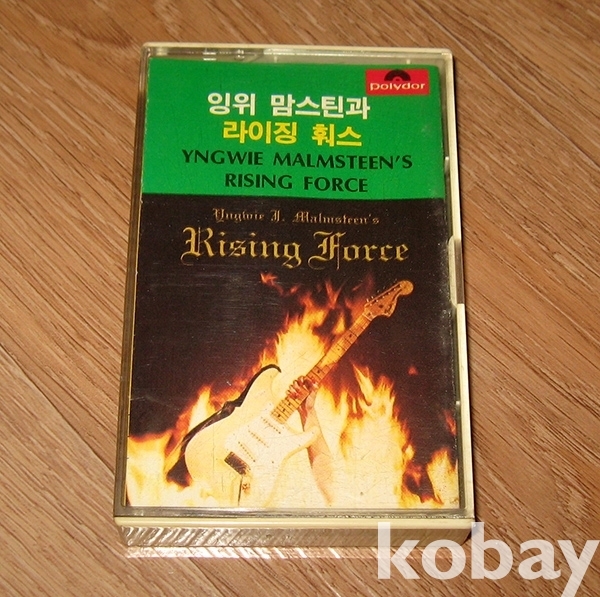 polydor
잉위 맘스틴과
라이징 훠스
YNGWIE MALMSTEEN'S
RISING FORCE
Yngwie J. Malmsteen's
Rising Force
kobay